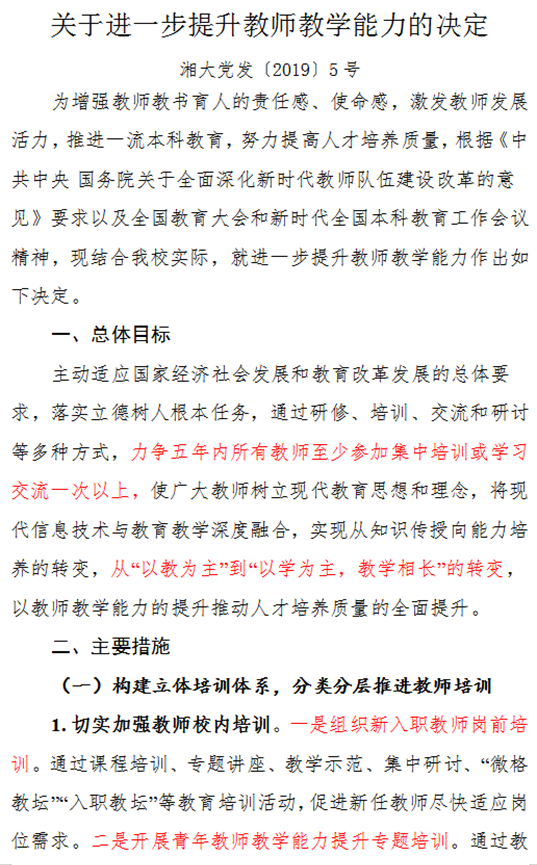 关于进一步提升教师教学能力的决定
湘大党发〔2019〕5 号
为增强教师教书育人的责任感、使命感，激发教师发展
活力，推进一流本科教育，努力提高人才培养质量，根据《中
共中央 国务院关于全面深化新时代教师队伍建设改革的意
见》要求以及全国教育大会和新时代全国本科教育工作会议
精神，现结合我校实际，就进一步提升教师教学能力作出如
下决定。
一、总体目标
主动适应国家经济社会发展和教育改革发展的总体要
求，落实立德树人根本任务，通过研修、培训、交流和研讨
等多种方式，力争五年内所有教师至少参加集中培训或学习
交流一次以上，使广大教师树立现代教育思想和理念，将现
代信息技术与教育教学深度融合，实现从知识传授向能力培
养的转变，从“以教为主”到“以学为主，教学相长”的转变，
以教师教学能力的提升推动人才培养质量的全面提升。
二、主要措施
（一）构建立体培训体系，分类分层推进教师培训
1.切实加强教师校内培训。一是组织新入职教师岗前培
训。通过课程培训、专题讲座、教学示范、集中研讨、“微格
教坛”“入职教坛”等教育培训活动，促进新任教师尽快适应岗
位需求。二是开展青年教师教学能力提升专题培训。通过教